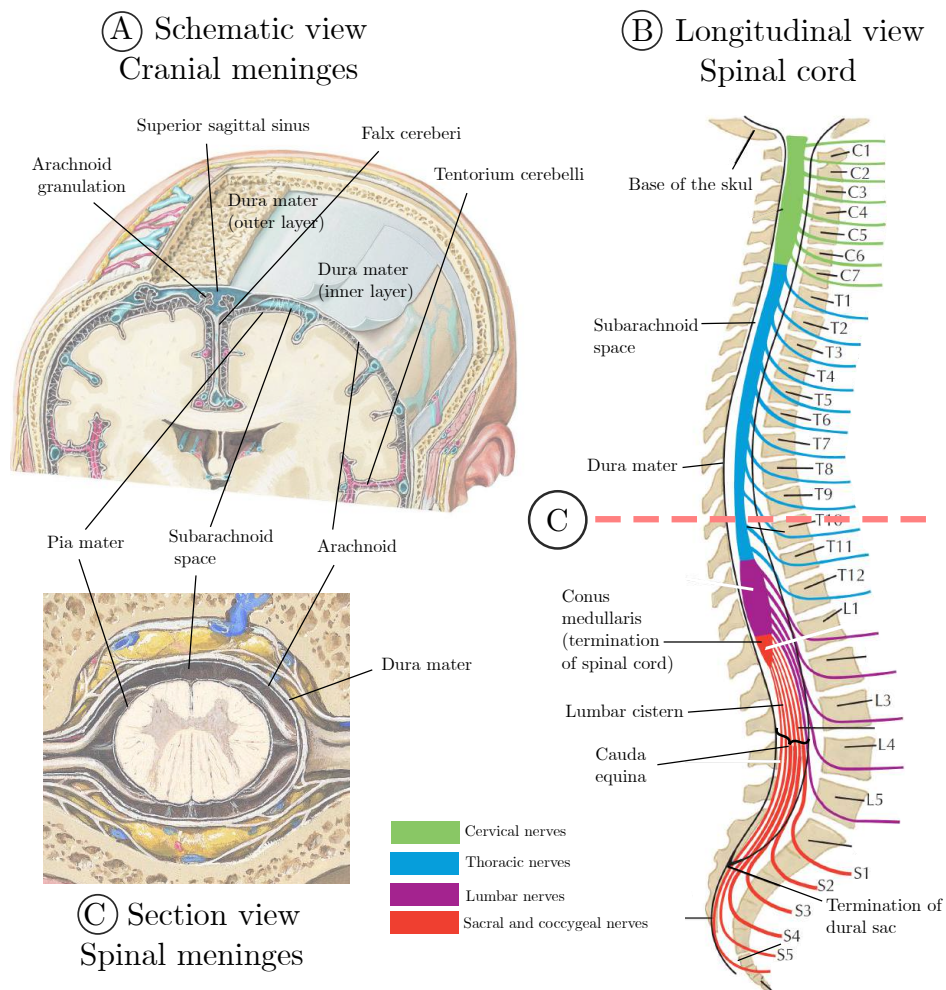 A Schematic view
Cranial meninges
Superior sagittal sinus
Falx cereberi
Arachnoid
granulation
Tentorium cerebelli
Dura mater
(outer layer)
Dura mater
(inner layer)
Pia mater
Subarachnoid
space
Arachnoid
Dura mater
C Section view
Spinal meninges
B Longitudinal view
Spinal cord
Base of the skul
C1
C2
C3
C4
C5
C6
C7
T1
Subarachnoid
space
T2
T3
T4
T5
T6
T7
Dura mater
T8
T9
C
T10
T11
T12
Conus
medullaris
(termination
of spinal cord)
L1
Lumbar cistern
L3
Cauda
equina
L4
L5
S1
S2
S3
Termination of
dural sac
S4
S5
Cervical nerves
Thoracic nerves
Lumbar nerves
Sacral and coccygeal nerves